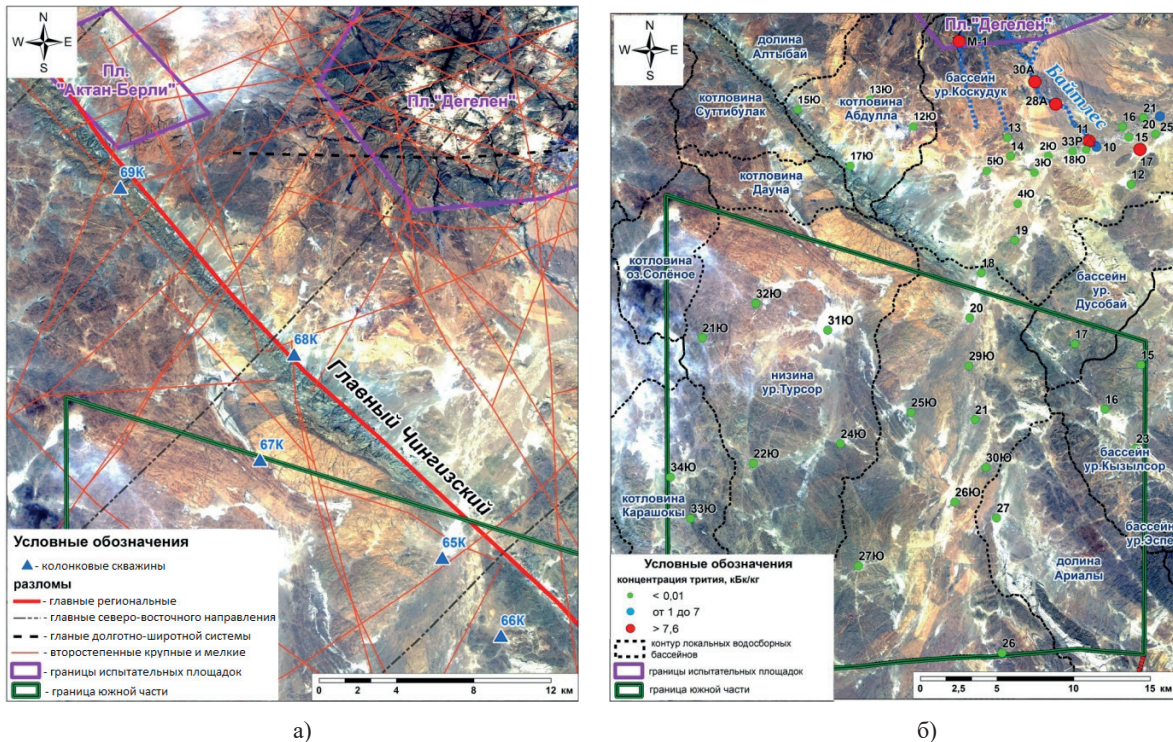 N
W E
S
Пл.
"Актан-Берли"
Пл."Дегелен"
69К
68К
Главный Чингизский
67К
65К
66К
Условные обозначения
- колонковые скважины
разломы
- главные региональные
- главные северо-восточного направления
- гланые долготно-широтной системы
- второстепенные крупные и мелкие
- границы испытательных площадок
- граница южной части
0 2 4 8 12
км
а)
N
W E
S
Пл."Дегелен"
М-1
долина
Алтыбай
бассейн
ур.Коскудук
30А
Байтлес
28А
котловина
Суттибулак
15Ю
13Ю
котловина
Абдулла
12Ю
13
14
11
33Р
10
16
21
20
25
15
17
12
2Ю
18Ю
3Ю
5Ю
17Ю
котловина
Дауна
4Ю
19
18
котловина
оз.Солёное
бассейн
ур.
Дусобай
32Ю
31Ю
20
21Ю
17
15
низина
ур.Турсор
29Ю
25Ю
21
16
24Ю
23
22Ю
бассейн
ур.Кызылсор
30Ю
34Ю
котловина
Карашокы
33Ю
26Ю
27
бассейн
ур.Эспе
27Ю
долина
Ариалы
26
Условные обозначения
концентрация трития, кБк/кг
< 0,01
от 1 до 7
> 7,6
контур локальных водосборных
бассейнов
границы испытательных площадок
граница южной части
0 2,5 5 10 15
км
б)